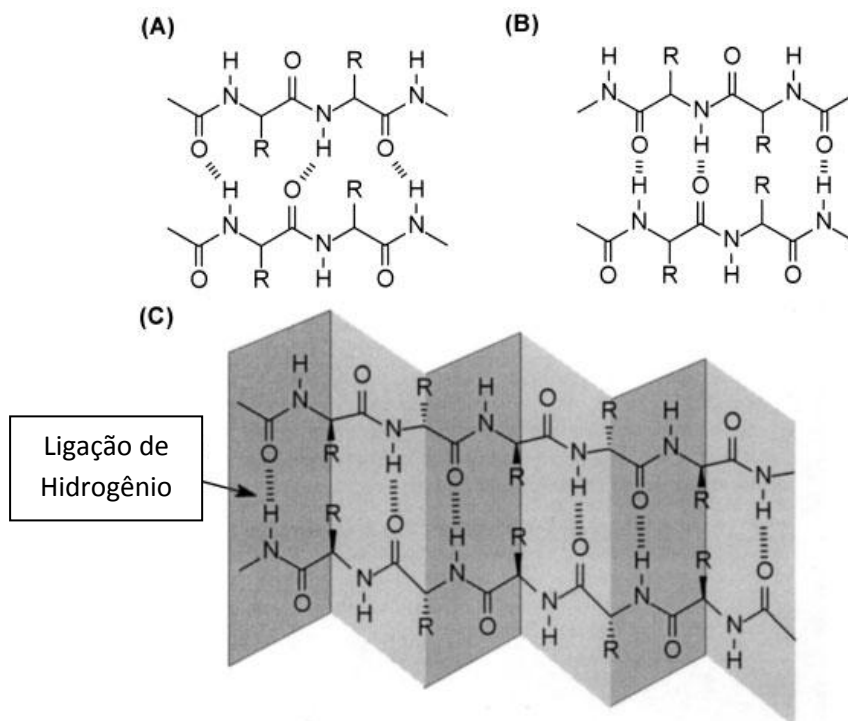 (A)
H O R H
N N N
O R H O
H O R H
N N N
O R H O
(B)
H R O H
N N N
O H R O
H O R H
N N N
O R H O
(C)
H O R H O R H O
N N N N N N
O R H O R H O R H
H R O H R O H R O
N N N N N N
O H R O H R O H
Ligação de
Hidrogênio